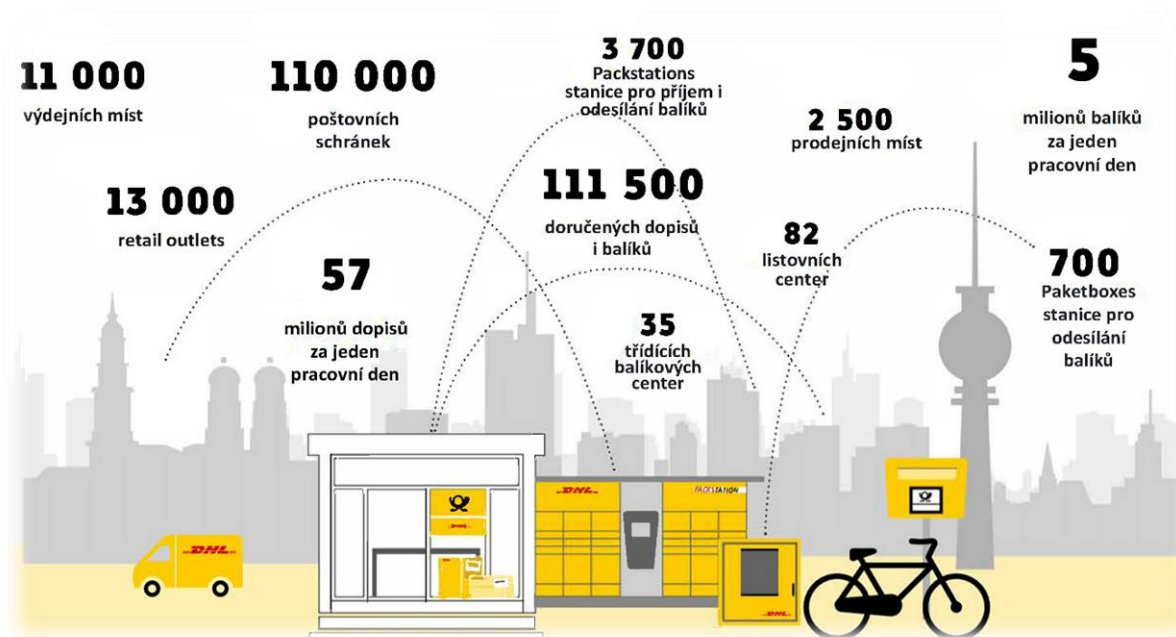 11 000
výdejních míst
110 000
poštovních
schránek
3 700
Packstations
stanice pro příjem i
odesílání balíků
2 500
prodejních míst
5
milionů balíků
za jeden
pracovní den
13 000
retail outlets
111 500
doručených dopisů
i balíků
82
listovních
center
57
milionů dopisů
za jeden
pracovní den
35
třídících
balíkových
center
700
Paketboxes
stanice pro
odesílání
balíků
DHL
DHL
DHL
PACKSTATION
DHL